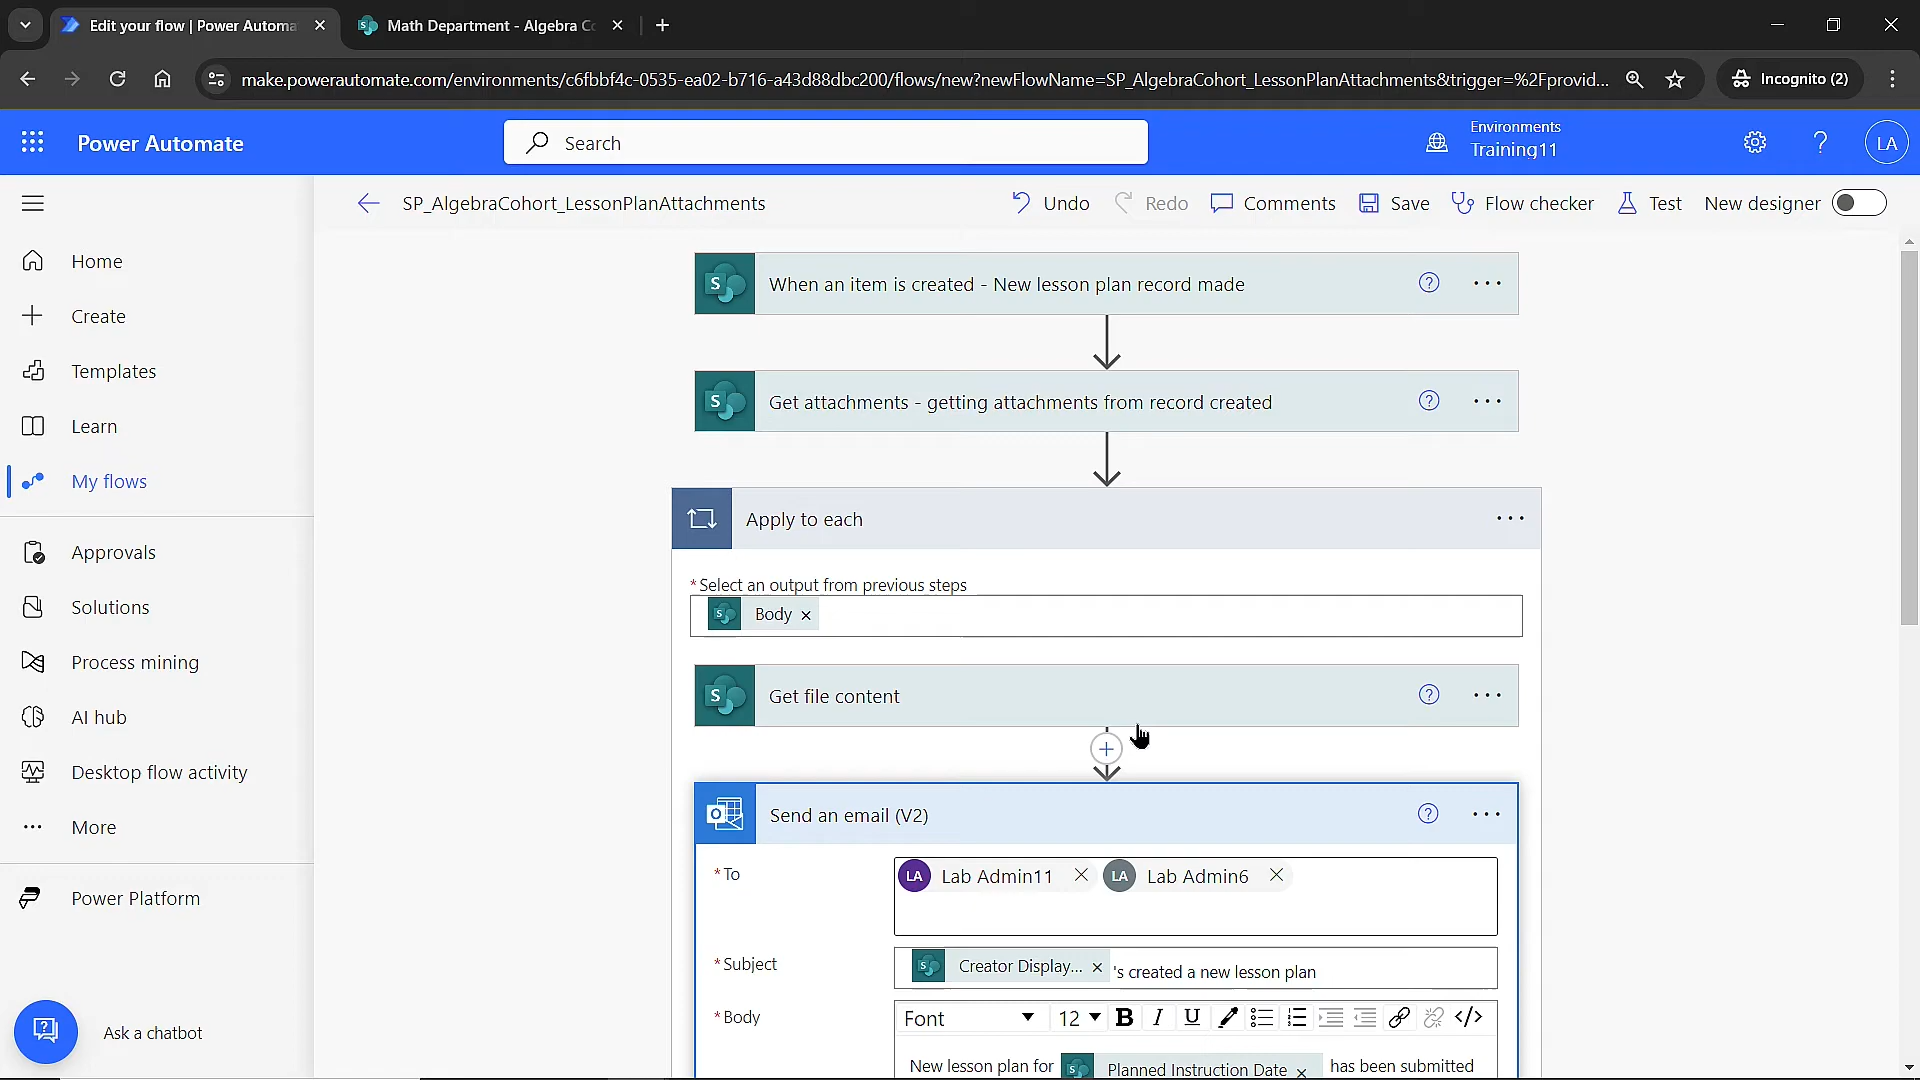 Edit your flow | Power Automa
Math Department - Algebra Co
make.powerautomate.com/environments/c6fbbf4c-0535-ea02-b716-a43d88dbc200/flows/new?newFlowName=SP_AlgebraCohort_LessonPlanAttachments&trigger=%2Fprovid...
Incognito (2)
Power Automate
Search
Environments
Training11
LA
SP_AlgebraCohort_LessonPlanAttachments
Undo
Redo
Comments
Save
Flow checker
Test
New designer
Home
Create
Templates
Learn
My flows
Approvals
Solutions
Process mining
AI hub
Desktop flow activity
More
Power Platform
Ask a chatbot
When an item is created - New lesson plan record made
Get attachments - getting attachments from record created
Apply to each
* Select an output from previous steps
Body
Get file content
Send an email (V2)
* To
LA Lab Admin11
LA Lab Admin6
* Subject
Creator Display... 's created a new lesson plan
* Body
Font
12
B I U
New lesson plan for Planned Instruction Date has been submitted